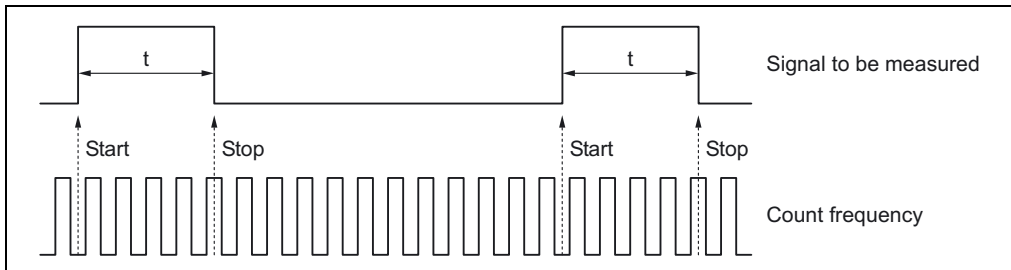 t
t
Signal to be measured
Start
Stop
Start
Stop
Count frequency